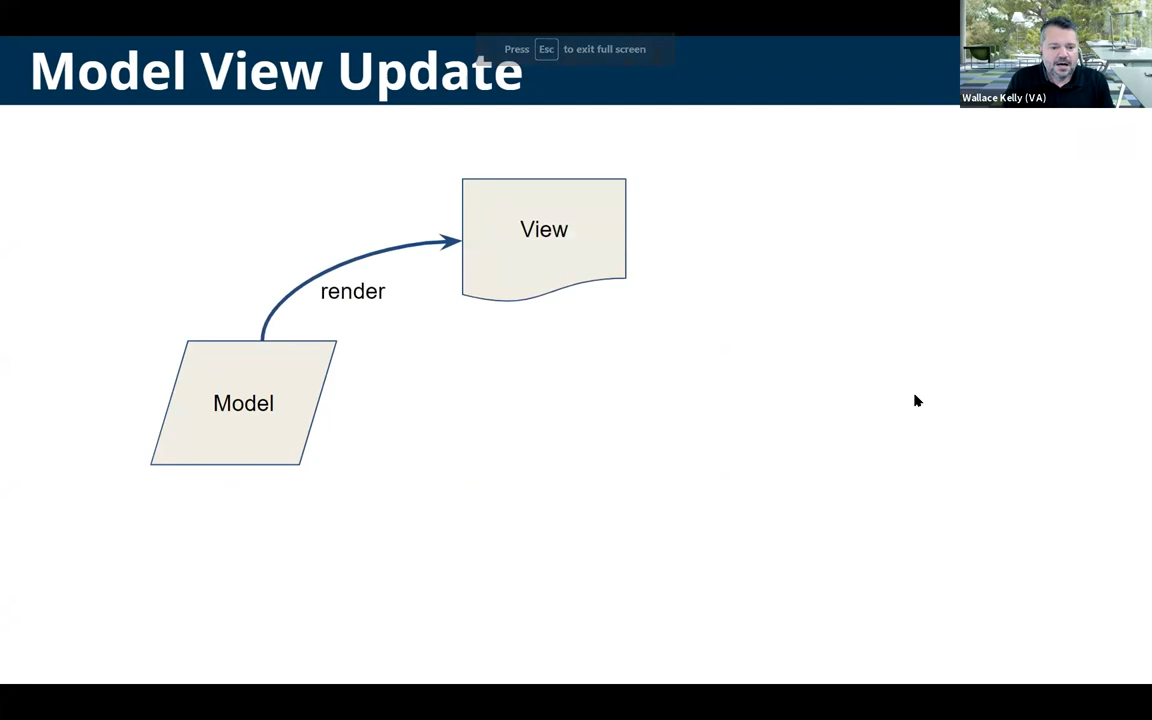 Model View Update
Press Esc to exit full screen
Wallace Kelly (VA)
View
render
Model